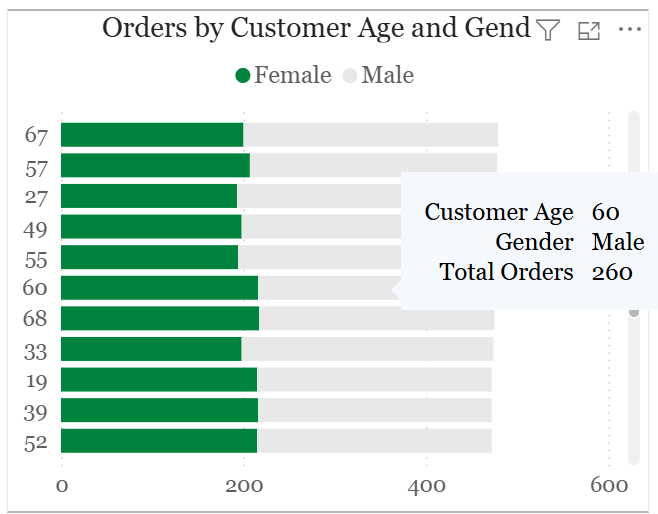 Orders by Customer Age and Gend
Female Male
67
57
27
49
55
60
68
33
19
39
52
Customer Age 60
Gender Male
Total Orders 260
0 200 400 600